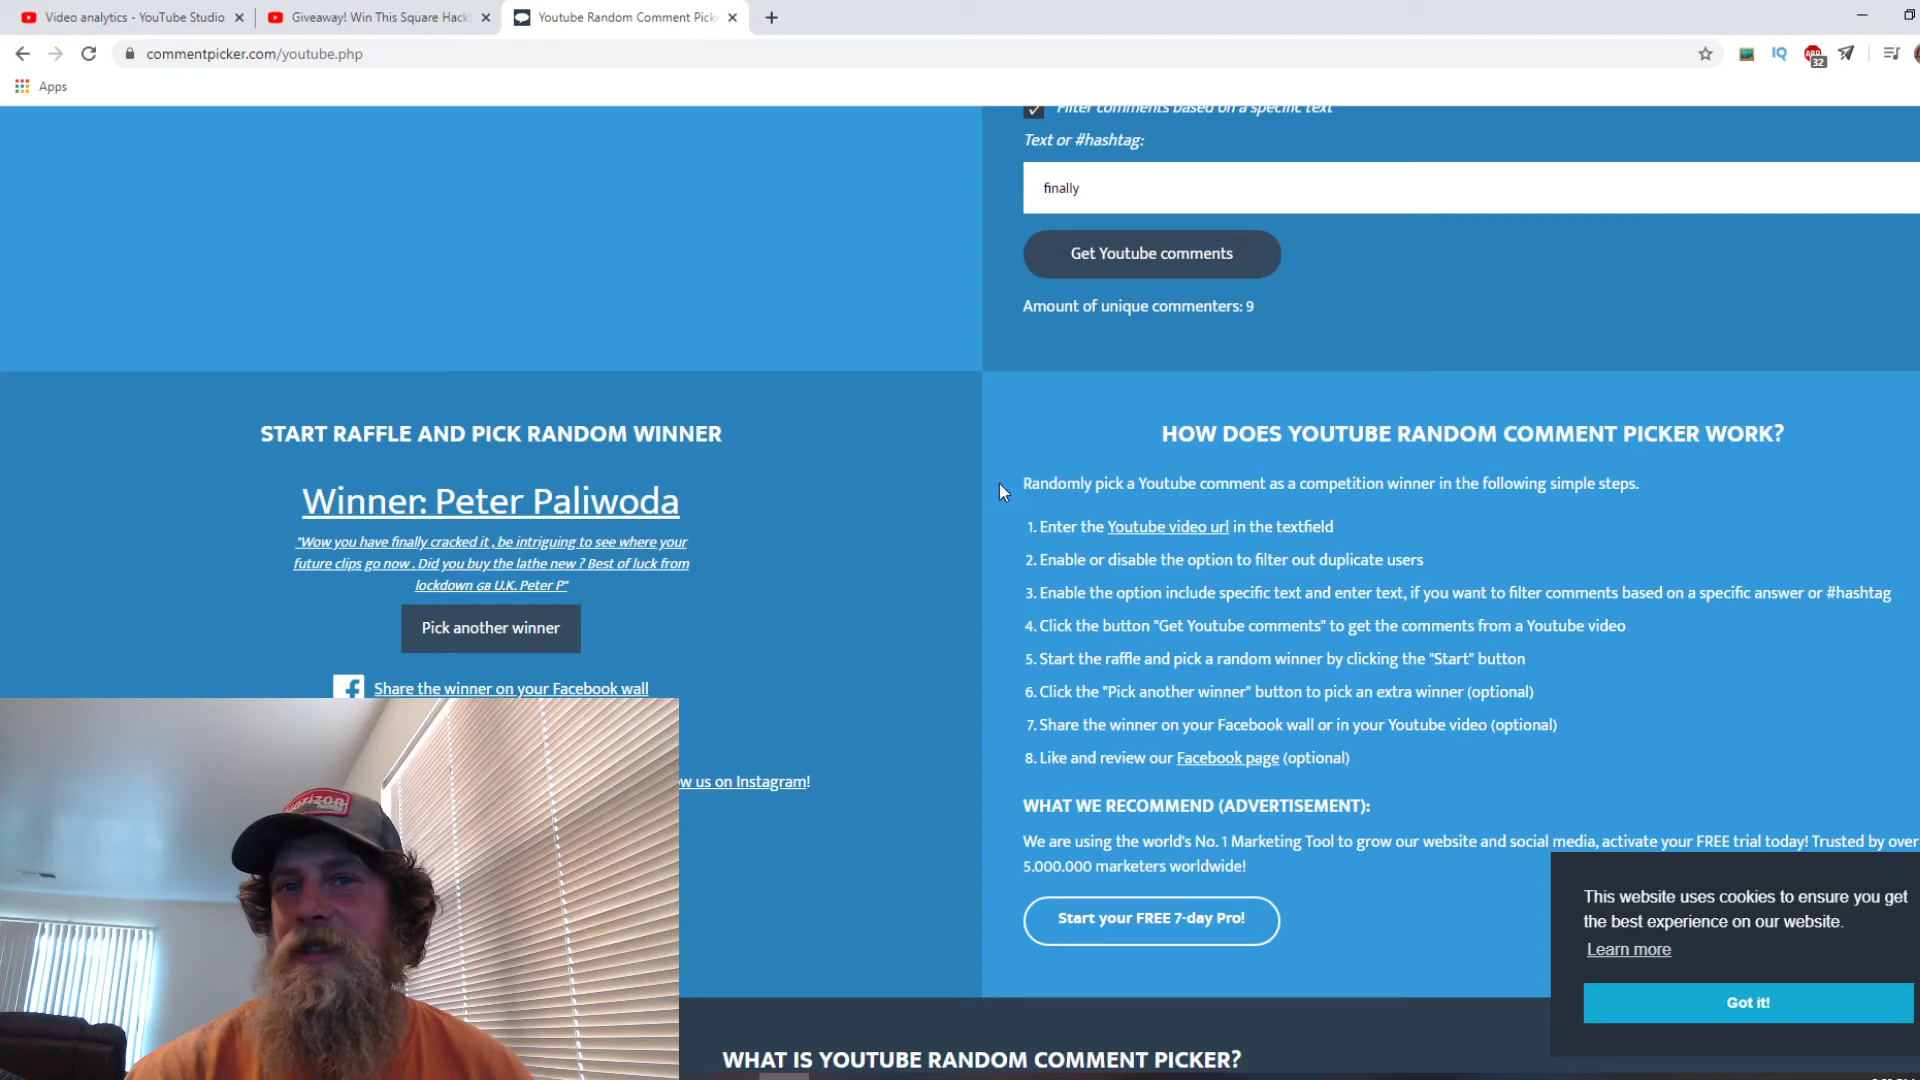 Video analytics - YouTube Studio
Giveaway! Win This Square Hack
Youtube Random Comment Pick
commentpicker.com/youtube.php
IQ
ABP
32
Apps
Filter comments based on a specific text
Text or #hashtag:
finally
Get Youtube comments
Amount of unique commenters: 9
START RAFFLE AND PICK RANDOM WINNER
Winner: Peter Paliwoda
"Wow you have finally cracked it , be intriguing to see where your
future clips go now . Did you buy the lathe new ? Best of luck from
lockdown GB U.K. Peter P"
Pick another winner
Share the winner on your Facebook wall
ow us on Instagram!
HOW DOES YOUTUBE RANDOM COMMENT PICKER WORK?
Randomly pick a Youtube comment as a competition winner in the following simple steps.
1. Enter the Youtube video url in the textfield
2. Enable or disable the option to filter out duplicate users
3. Enable the option include specific text and enter text, if you want to filter comments based on a specific answer or #hashtag
4. Click the button "Get Youtube comments" to get the comments from a Youtube video
5. Start the raffle and pick a random winner by clicking the "Start" button
6. Click the "Pick another winner" button to pick an extra winner (optional)
7. Share the winner on your Facebook wall or in your Youtube video (optional)
8. Like and review our Facebook page (optional)
WHAT WE RECOMMEND (ADVERTISEMENT):
We are using the world's No. 1 Marketing Tool to grow our website and social media, activate your FREE trial today! Trusted by over
5.000.000 marketers worldwide!
Start your FREE 7-day Pro!
This website uses cookies to ensure you get
the best experience on our website.
Learn more
Got it!
WHAT IS YOUTUBE RANDOM COMMENT PICKER?
horizon